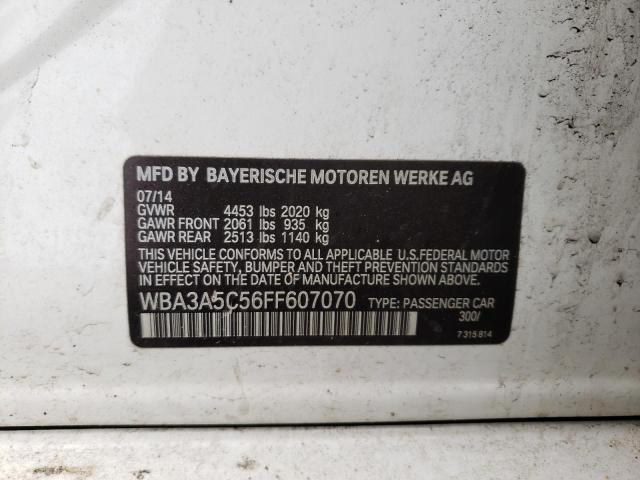 MFD BY BAYERISCHE MOTOREN WERKE AG
07/14
GVWR 4453 lbs 2020 kg
GAWR FRONT 2061 lbs 935 kg
GAWR REAR 2513 lbs 1140 kg
THIS VEHICLE CONFORMS TO ALL APPLICABLE U.S.FEDERAL MOTOR
VEHICLE SAFETY, BUMPER AND THEFT PREVENTION STANDARDS
IN EFFECT ON THE DATE OF MANUFACTURE SHOWN ABOVE.
WBA3A5C56FF607070 TYPE: PASSENGER CAR
300/
7 315 814